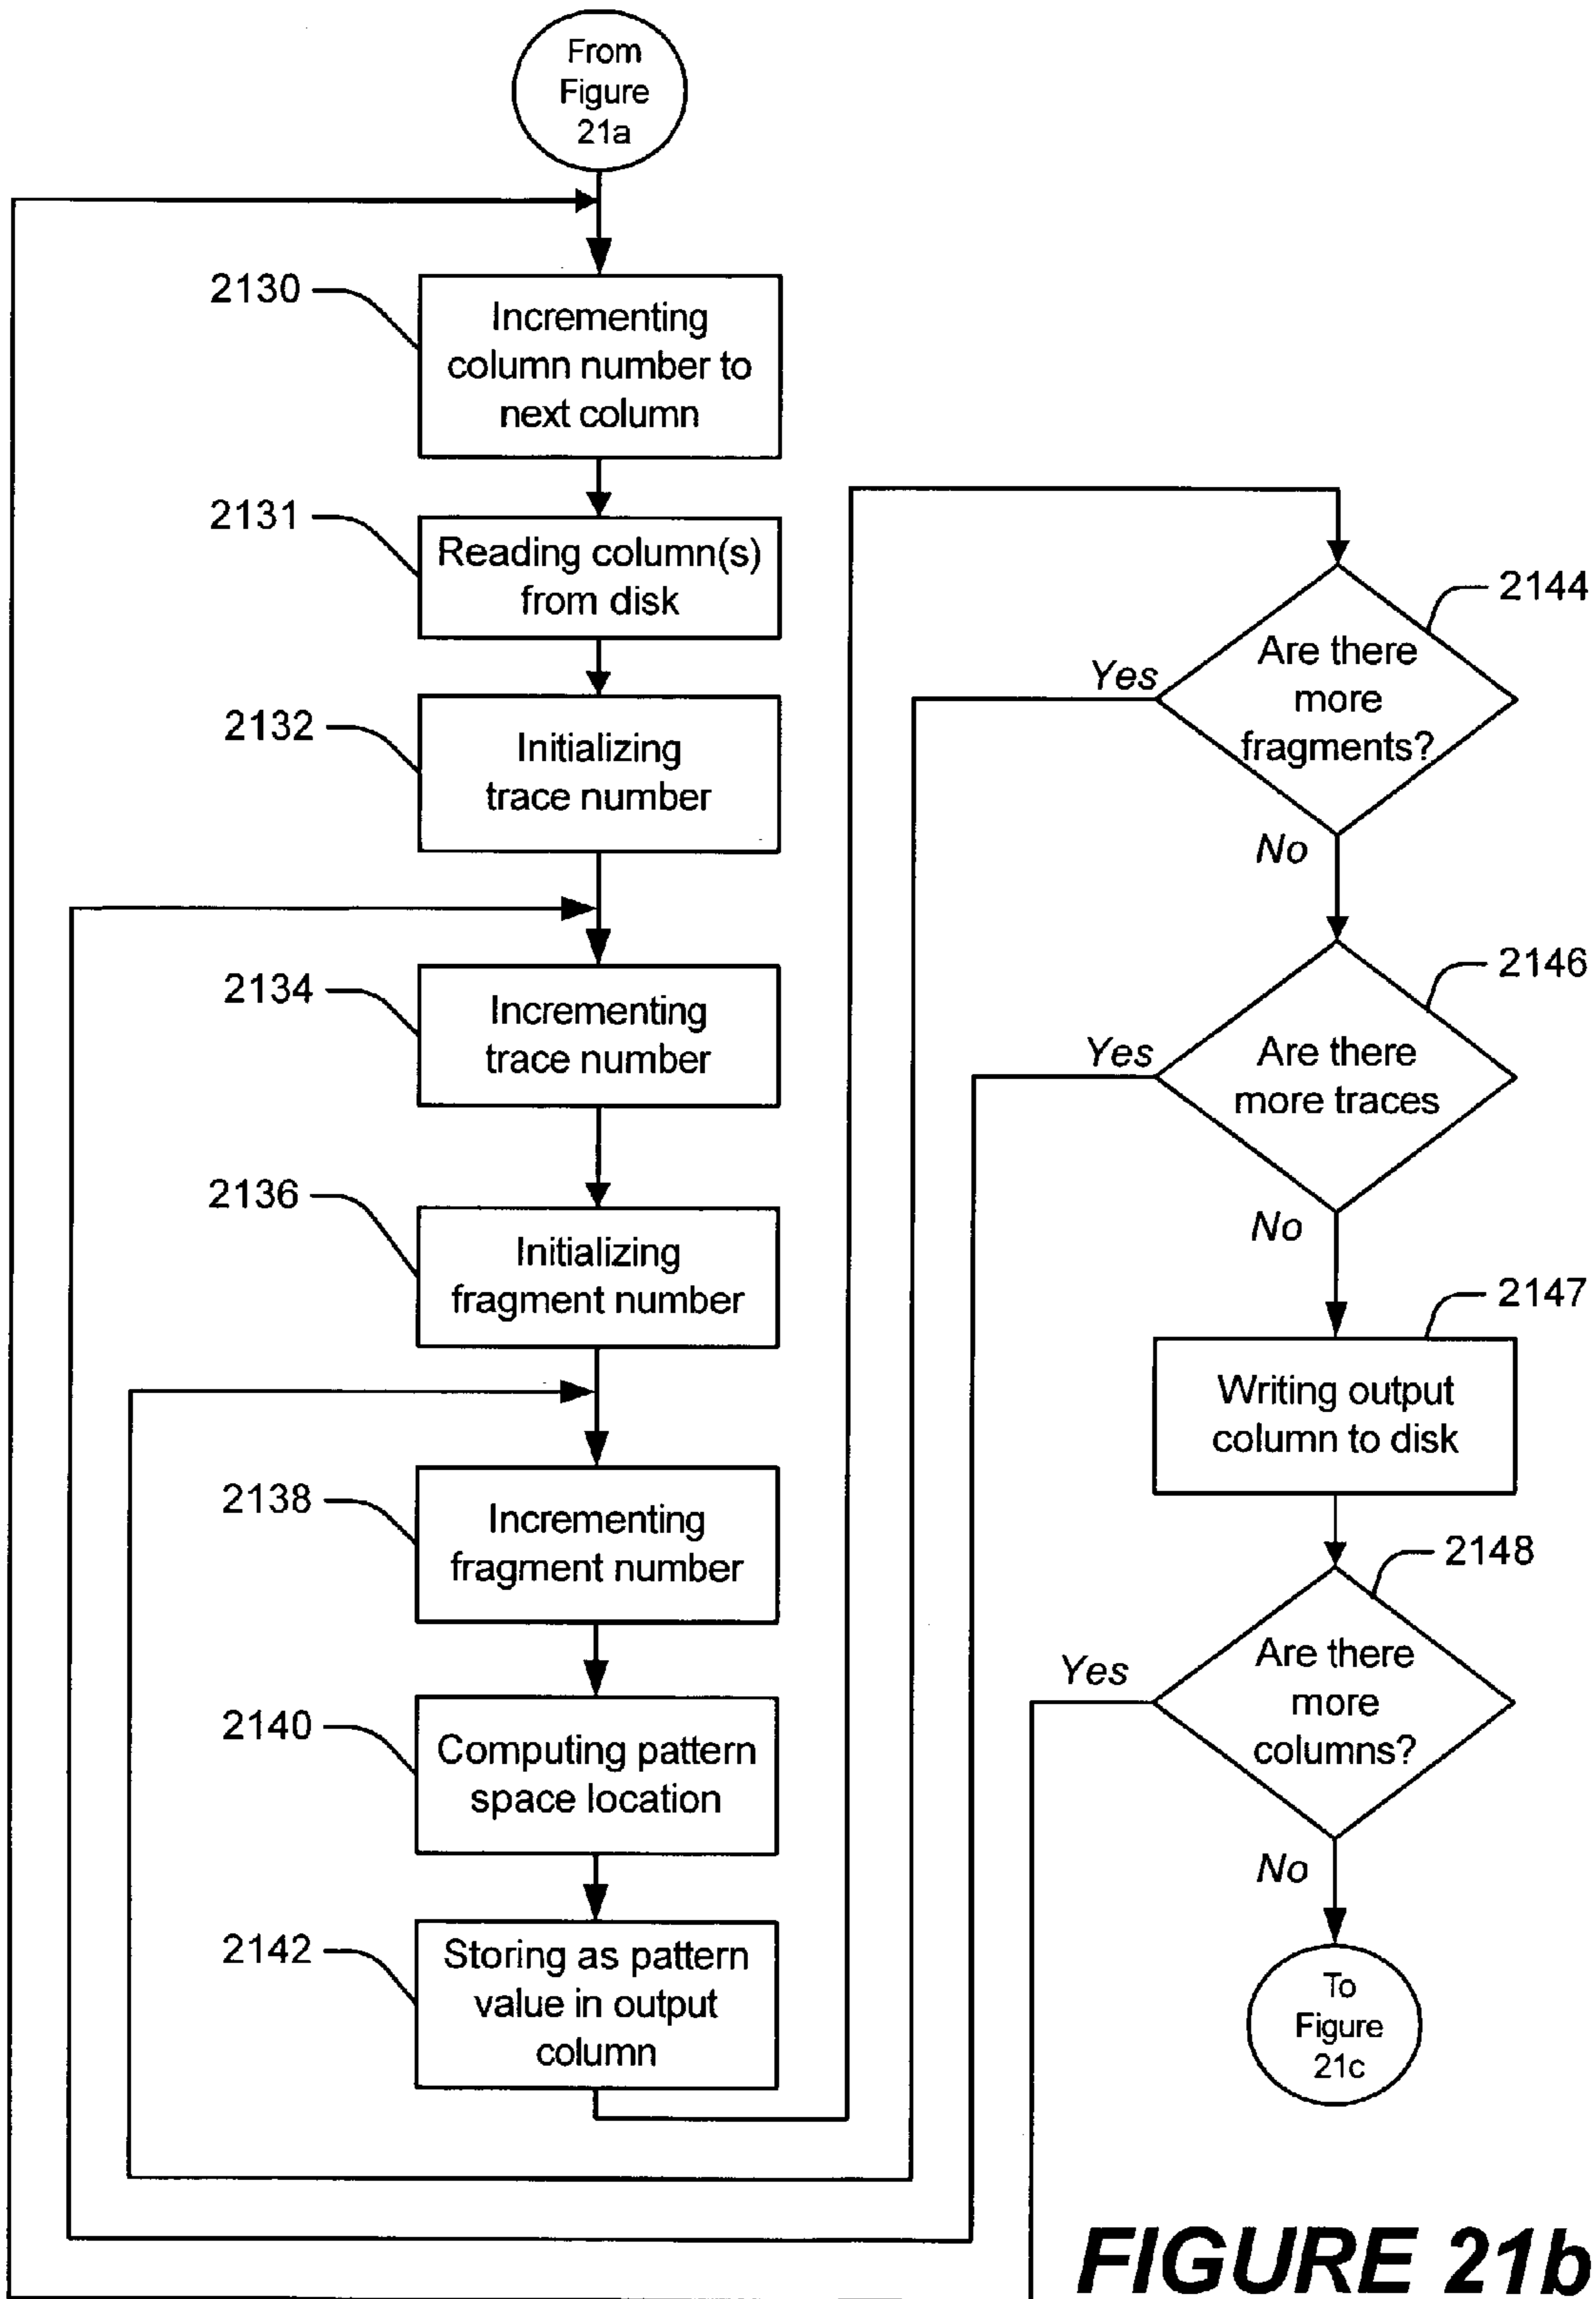 From
Figure
21a
2130
Incrementing
column number to
next column
2131
Reading column(s)
from disk
2132
Initializing
trace number
2134
Incrementing
trace number
2136
Initializing
fragment number
2138
Incrementing
fragment number
2140
Computing pattern
space location
2142
Storing as pattern
value in output
column
2144
Are there
more
fragments?
Yes
No
2146
Are there
more traces
Yes
No
2147
Writing output
column to disk
2148
Are there
more
columns?
Yes
No
To
Figure
21c
FIGURE 21b